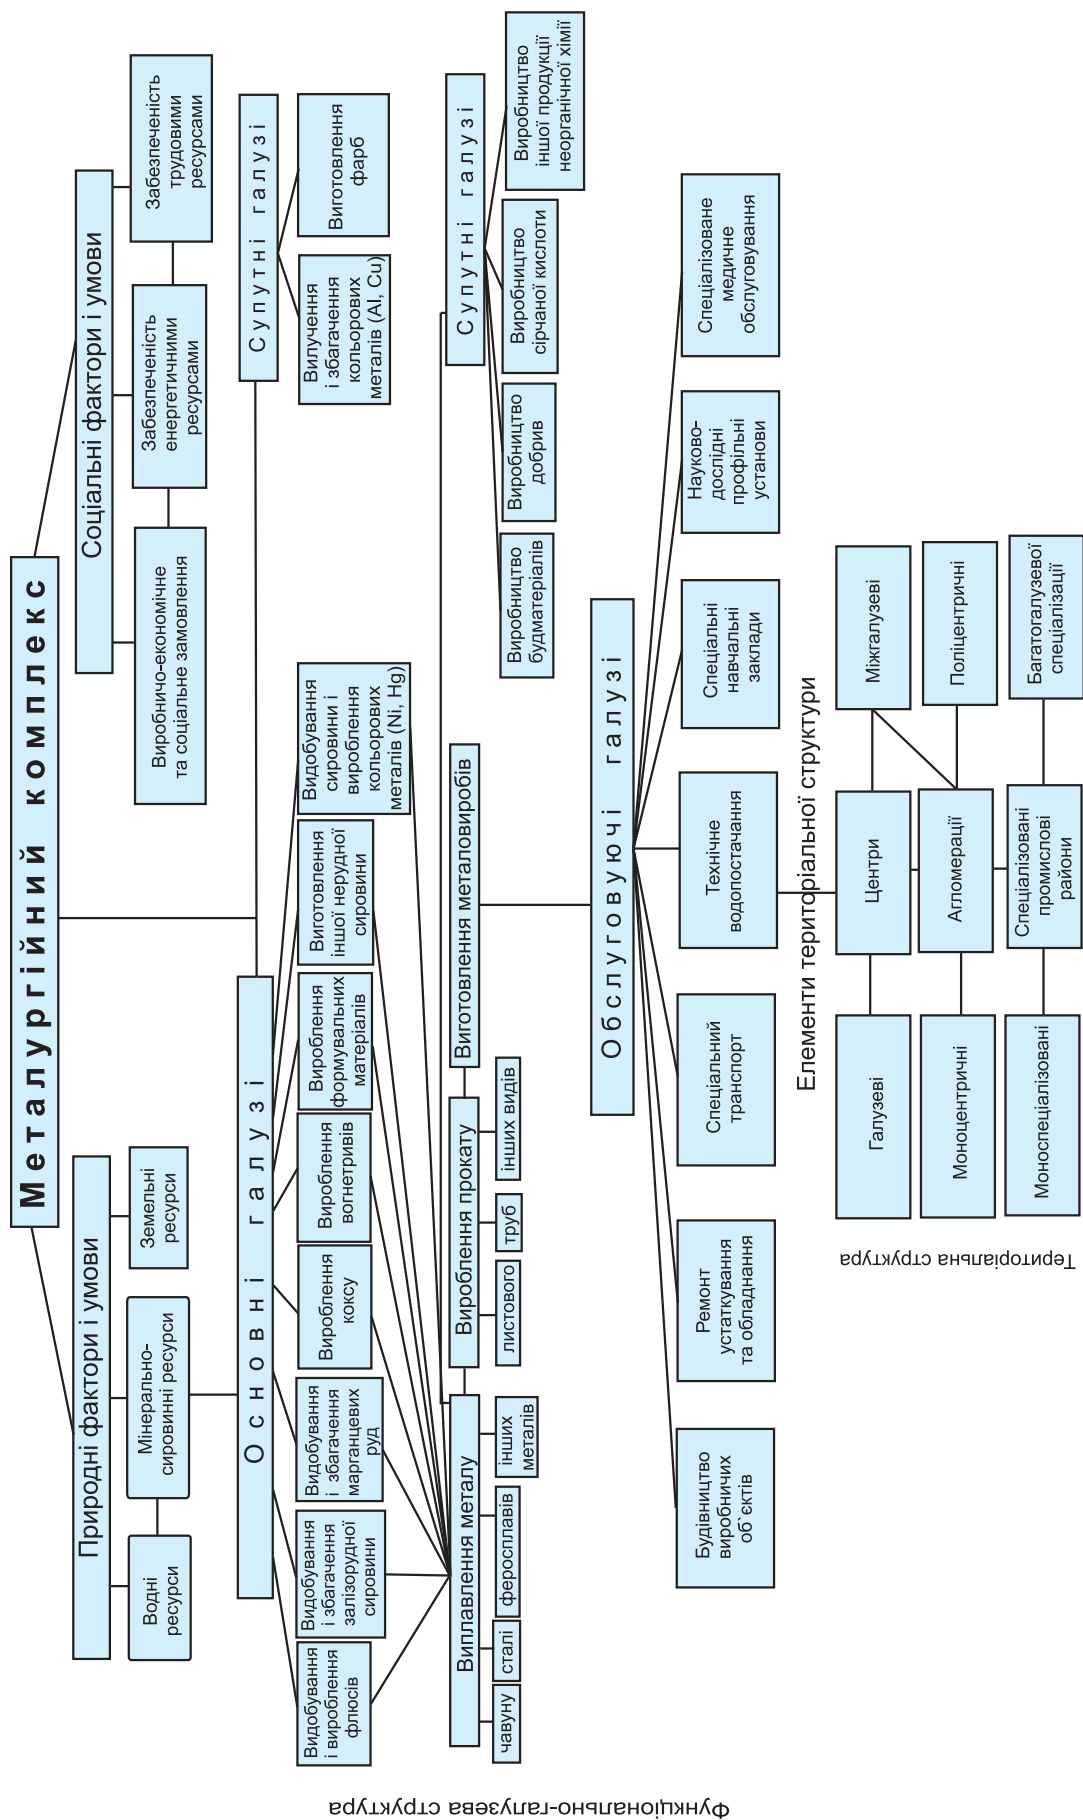 Металургійний комплекс
Природні фактори і умови
Соціальні фактори і умови
Водні
ресурси
Мінерально-
сировинні ресурси
Земельні
ресурси
Виробничо-економічне
та соціальне замовлення
Забезпеченість
енергетичними
ресурсами
Забезпеченість
трудовими
ресурсами
Основні галузі
Супутні галузі
Видобування
і вироблення
флюсів
Видобування
і збагачення
залізорудної
сировини
Видобування
і збагачення
марганцевих
руд
Вироблення
коксу
Вироблення
вогнетривів
Вироблення
формувальних
матеріалів
Виготовлення
іншої нерудної
сировини
Видобування
сировини і
вироблення
кольорових
металів (Ni, Hg)
Вилучення
і збагачення
кольорових
металів (Al, Cu)
Виготовлення
фарб
Виплавлення металу
Вироблення прокату
Виготовлення металовиробів
Супутні галузі
чавуну
сталі
феросплавів
інших
металів
листового
труб
інших видів
Виробництво
будматеріалів
Виробництво
добрив
Виробництво
сірчаної кислоти
Виробництво
іншої продукції
неорганічної хімії
Обслуговуючі галузі
Будівництво
виробничих
об`єктів
Ремонт
устаткування
та обладнання
Спеціальний
транспорт
Технічне
водопостачання
Спеціальні
навчальні
заклади
Науково-
дослідні
профільні
установи
Спеціалізоване
медичне
обслуговування
Елементи територіальної структури
Галузеві
Центри
Міжгалузеві
Моноцентричні
Агломерації
Поліцентричні
Моноспеціалізовані
Спеціалізовані
промислові
райони
Багатогалузевої
спеціалізації
Функціонально-галузева структура
Територіальна структура